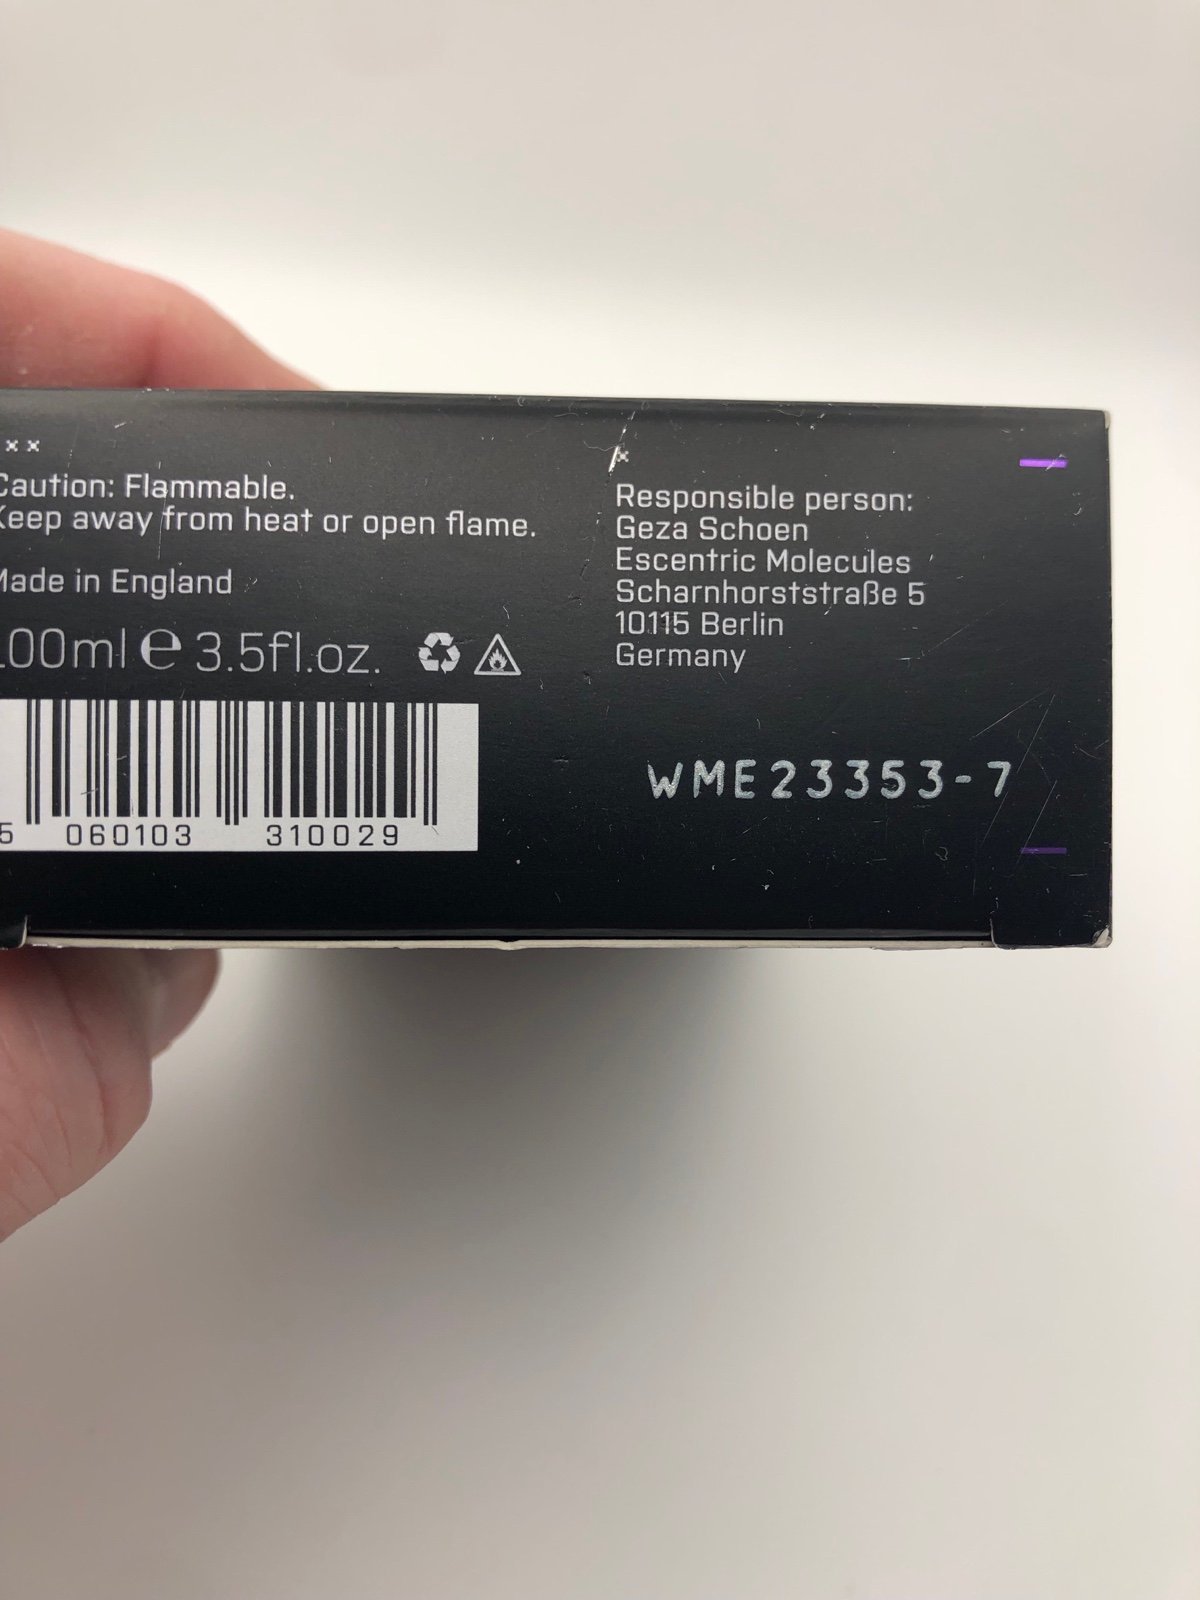 Caution: Flammable.
Keep away from heat or open flame.
Made in England
100ml e 3.5fl.oz.
5 060103 310029
Responsible person:
Geza Schoen
Escentric Molecules
Scharnhorststraße 5
10115 Berlin
Germany
WME23353-7